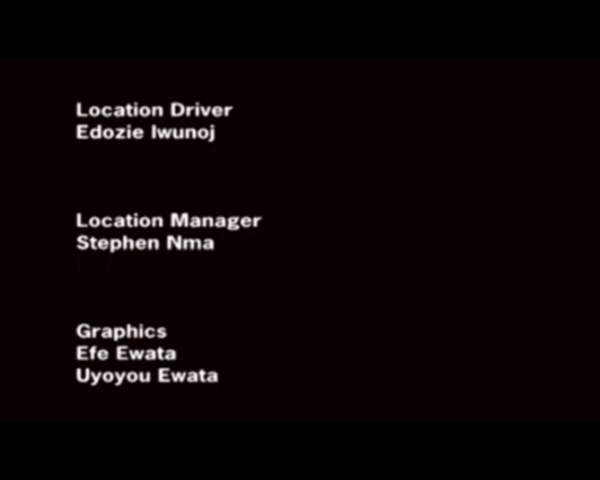 Location Driver
Edozie Iwunoj
Location Manager
Stephen Nma
Graphics
Efe Ewata
Uyoyou Ewata